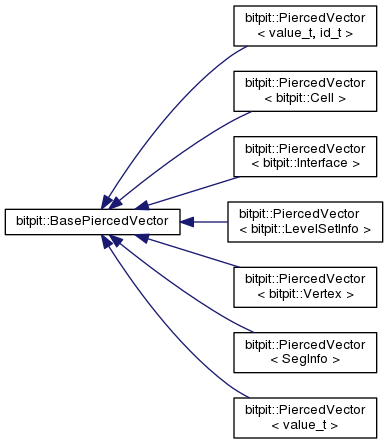 bitpit::PiercedVector
< value_t, id_t >
bitpit::PiercedVector
< bitpit::Cell >
bitpit::PiercedVector
< bitpit::Interface >
bitpit::BasePiercedVector
bitpit::PiercedVector
< bitpit::LevelSetInfo >
bitpit::PiercedVector
< bitpit::Vertex >
bitpit::PiercedVector
< SegInfo >
bitpit::PiercedVector
< value_t >